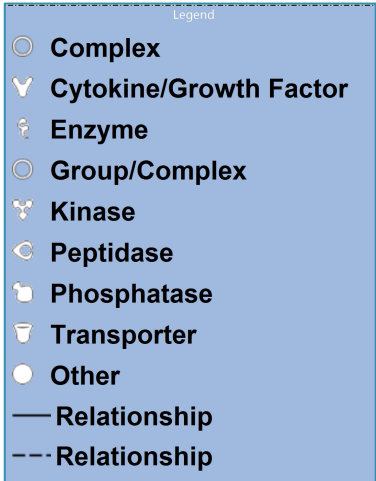 Legend
Complex
Cytokine/Growth Factor
Enzyme
Group/Complex
Kinase
Peptidase
Phosphatase
Transporter
Other
Relationship
Relationship